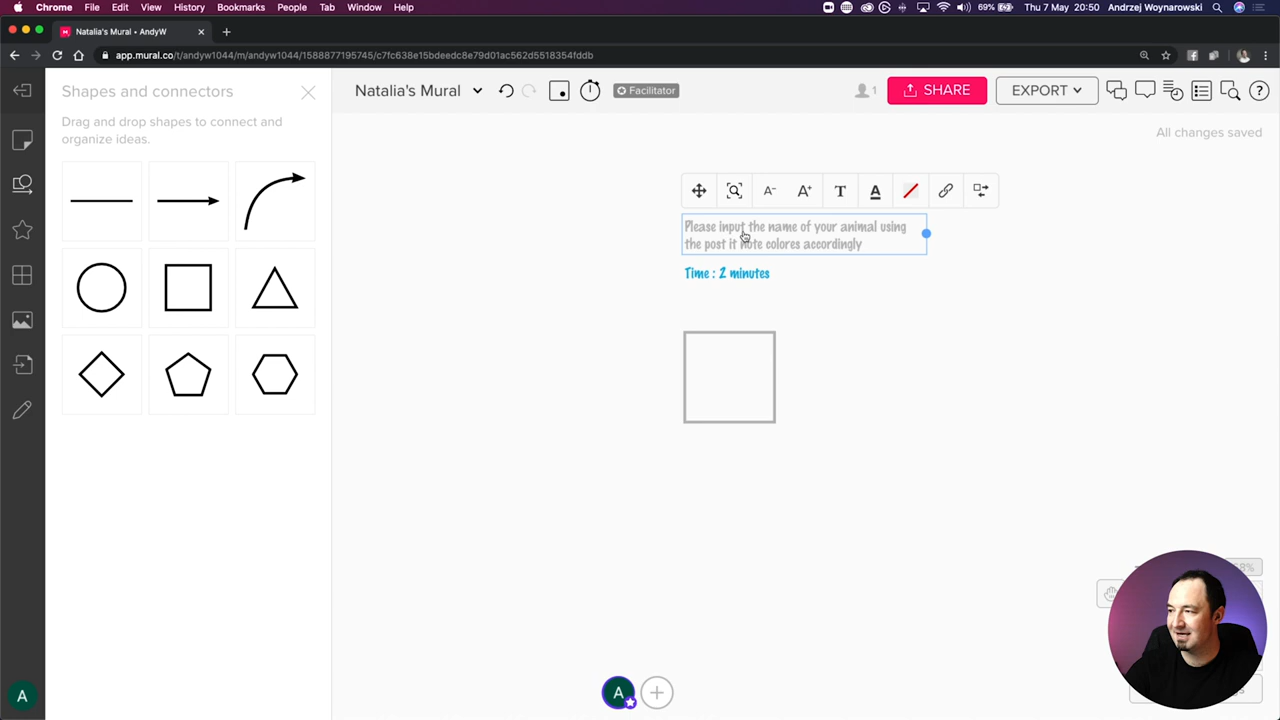 Chrome File Edit View History Bookmarks People Tab Window Help 69% Thu 7 May 20:50 Andrzej Woynarowski
Natalia's Mural • AndyW
app.mural.co/t/andyw1044/m/andyw1044/1588877195745/c7fc638e15bdeedc8e79d01ac562d5518354fddb
Shapes and connectors
Drag and drop shapes to connect and
organize ideas.
Natalia's Mural
Facilitator
1
SHARE
EXPORT
All changes saved
A- A+ T A
Please input the name of your animal using
the post it note colores accordingly
Time : 2 minutes
A
A